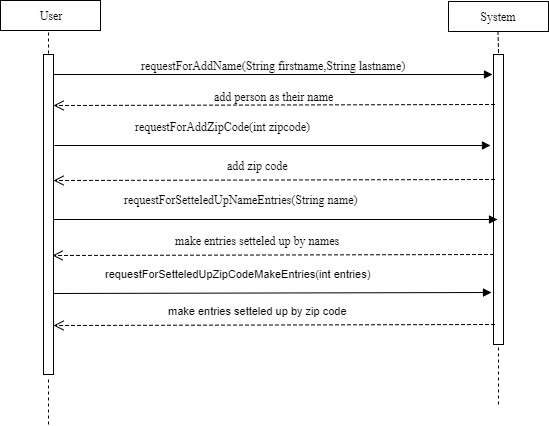 User
System
requestForAddName(String firstname,String lastname)
add person as their name
requestForAddZipCode(int zipcode)
add zip code
requestForSetteledUpNameEntries(String name)
make entries setteled up by names
requestForSetteledUpZipCodeMakeEntries(int entries)
make entries setteled up by zip code